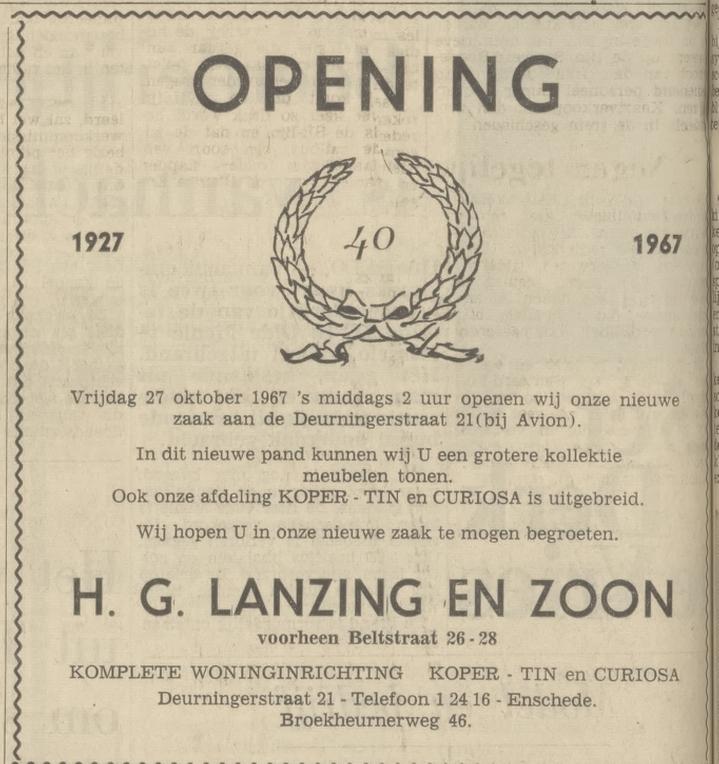 OPENING
1927 40 1967
Vrijdag 27 oktober 1967 's middags 2 uur openen wij onze nieuwe
zaak aan de Deurningerstraat 21(bij Avion).
In dit nieuwe pand kunnen wij U een grotere kollektie
meubelen tonen.
Ook onze afdeling KOPER - TIN en CURIOSA is uitgebreid.
Wij hopen U in onze nieuwe zaak te mogen begroeten.
H. G. LANZING EN ZOON
voorheen Beltstraat 26-28
KOMPLETE WONINGINRICHTING KOPER - TIN en CURIOSA
Deurningerstraat 21 - Telefoon 1 24 16 - Enschede.
Broekheurnerweg 46.